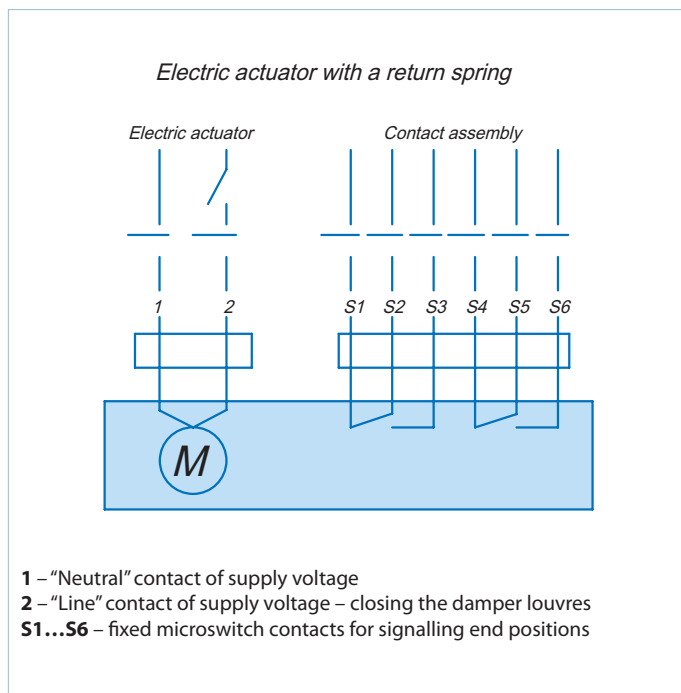 Electric actuator with a return spring
Electric actuator Contact assembly
1 2 S1 S2 S3 S4 S5 S6
M
1 – “Neutral” contact of supply voltage
2 – “Line” contact of supply voltage – closing the damper louvres
S1...S6 – fixed microswitch contacts for signalling end positions